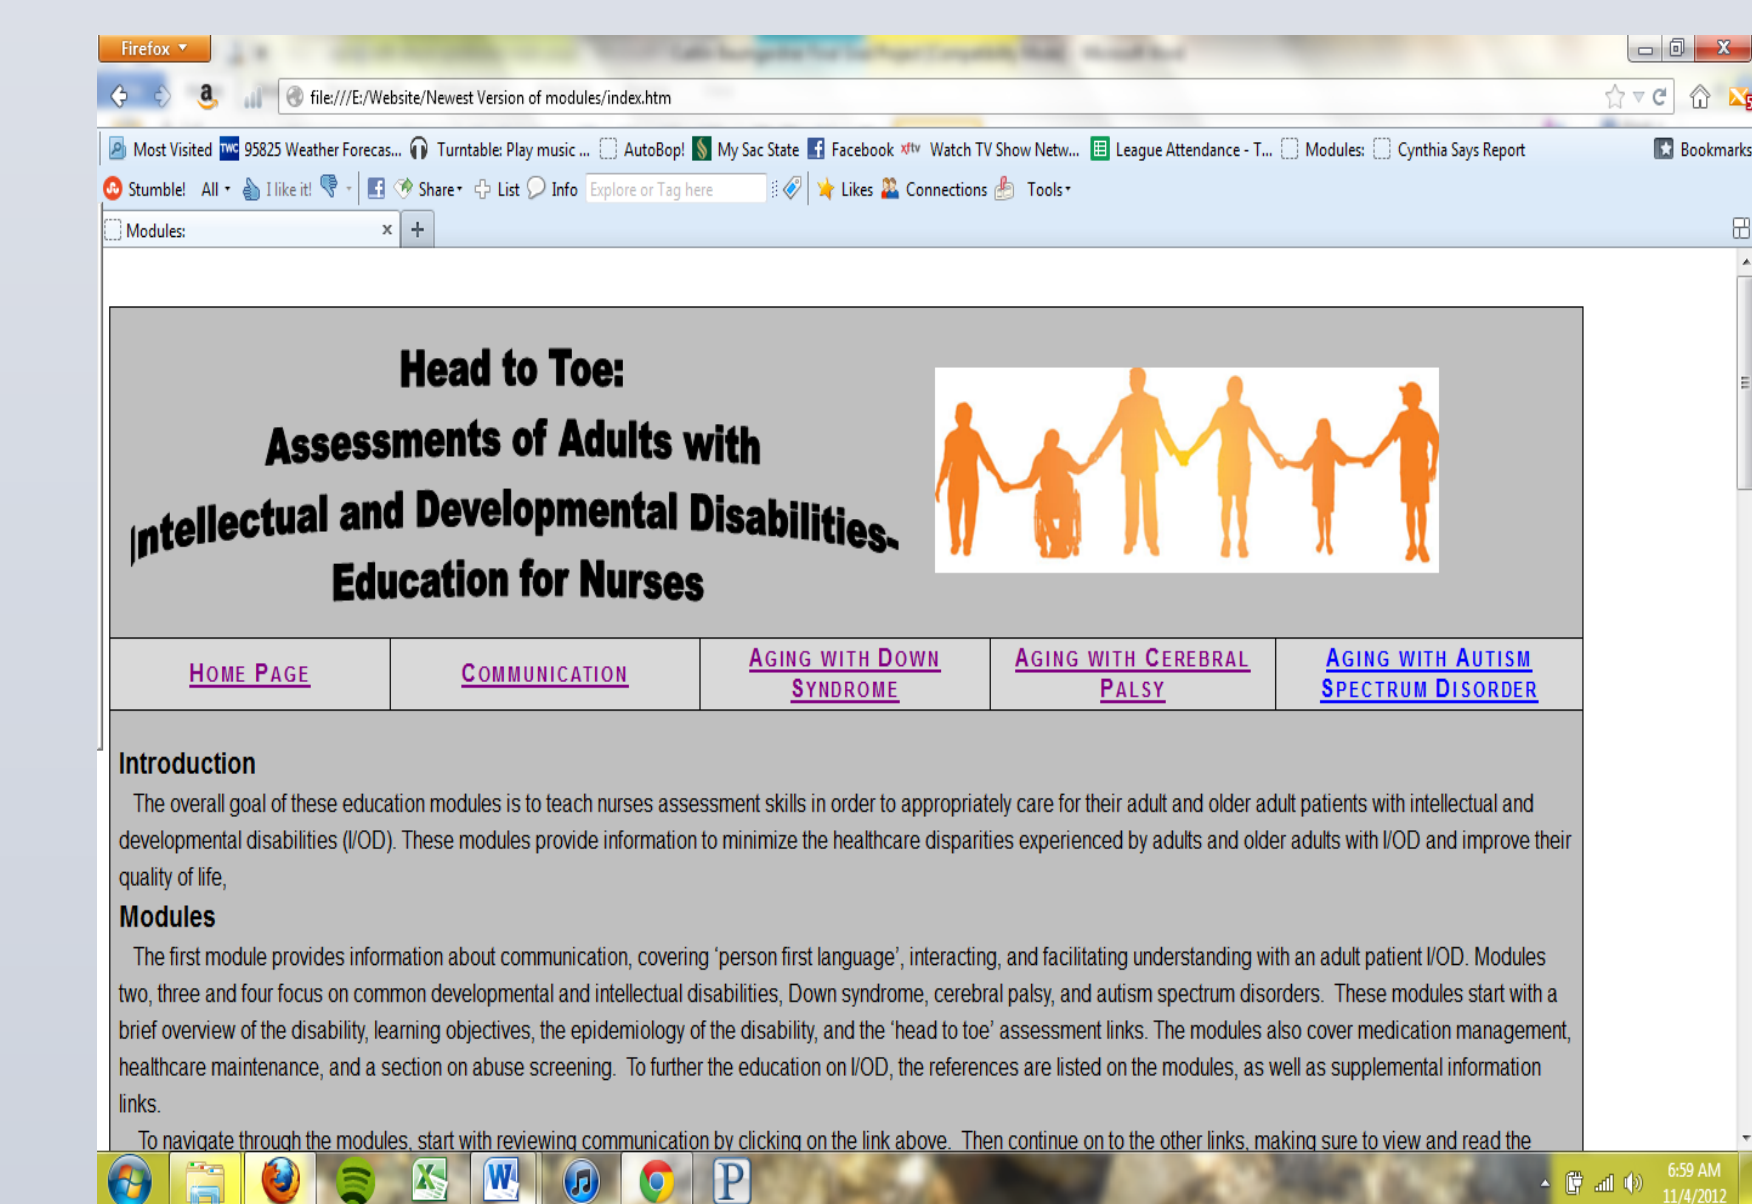 Firefox
file:///E:/Website/Newest Version of modules/index.htm
Most Visited TWC 95825 Weather Forecas... Turntable: Play music ... AutoBop! My Sac State Facebook xftv Watch TV Show Netw... League Attendance - T... Modules: Cynthia Says Report Bookmarks
Stumble! All I like it! Share List Info Explore or Tag here Likes Connections Tools
Modules:
Head to Toe:
Assessments of Adults with
Intellectual and Developmental Disabilities-
Education for Nurses
HOME PAGE
COMMUNICATION
AGING WITH DOWN
SYNDROME
AGING WITH CEREBRAL
PALSY
AGING WITH AUTISM
SPECTRUM DISORDER
Introduction
The overall goal of these education modules is to teach nurses assessment skills in order to appropriately care for their adult and older adult patients with intellectual and
developmental disabilities (I/OD). These modules provide information to minimize the healthcare disparities experienced by adults and older adults with I/OD and improve their
quality of life,
Modules
The first module provides information about communication, covering ‘person first language’, interacting, and facilitating understanding with an adult patient I/OD. Modules
two, three and four focus on common developmental and intellectual disabilities, Down syndrome, cerebral palsy, and autism spectrum disorders. These modules start with a
brief overview of the disability, learning objectives, the epidemiology of the disability, and the ‘head to toe’ assessment links. The modules also cover medication management,
healthcare maintenance, and a section on abuse screening. To further the education on I/OD, the references are listed on the modules, as well as supplemental information
links.
To navigate through the modules, start with reviewing communication by clicking on the link above. Then continue on to the other links, making sure to view and read the
6:59 AM
11/4/2012